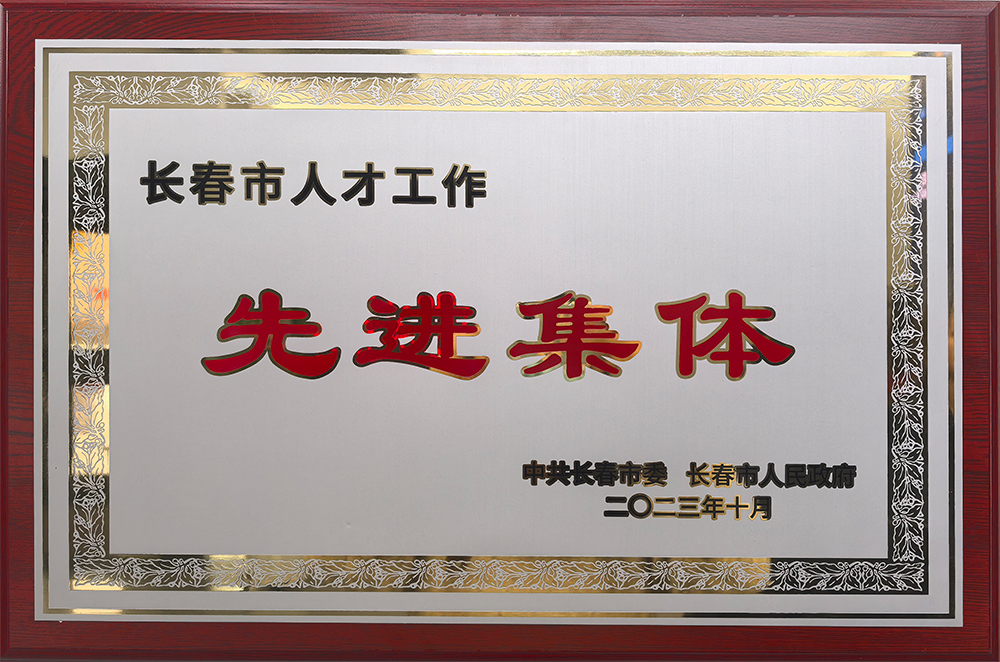 长春市人才工作
先进集体
中共长春市委 长春市人民政府
二〇二三年十月